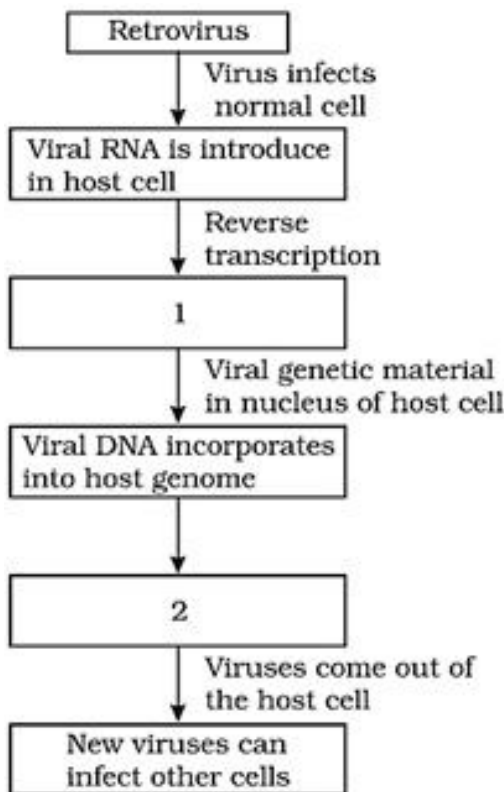 Retrovirus
Virus infects
normal cell
Viral RNA is introduce
in host cell
Reverse
transcription
1
Viral genetic material
in nucleus of host cell
Viral DNA incorporates
into host genome
2
Viruses come out of
the host cell
New viruses can
infect other cells